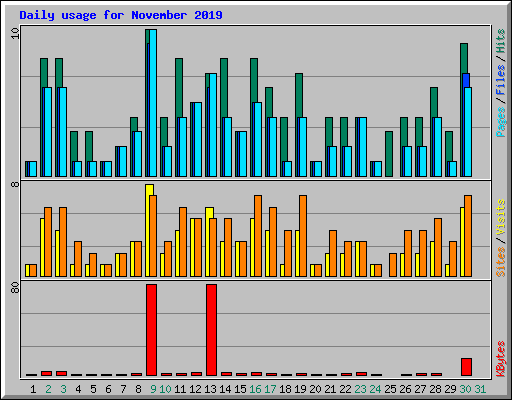 Daily usage for November 2019
10
Pages / Files / Hits
8
Sites / Visits
80
KBytes
1 2 3 4 5 6 7 8 9 10 11 12 13 14 15 16 17 18 19 20 21 22 23 24 25 26 27 28 29 30 31